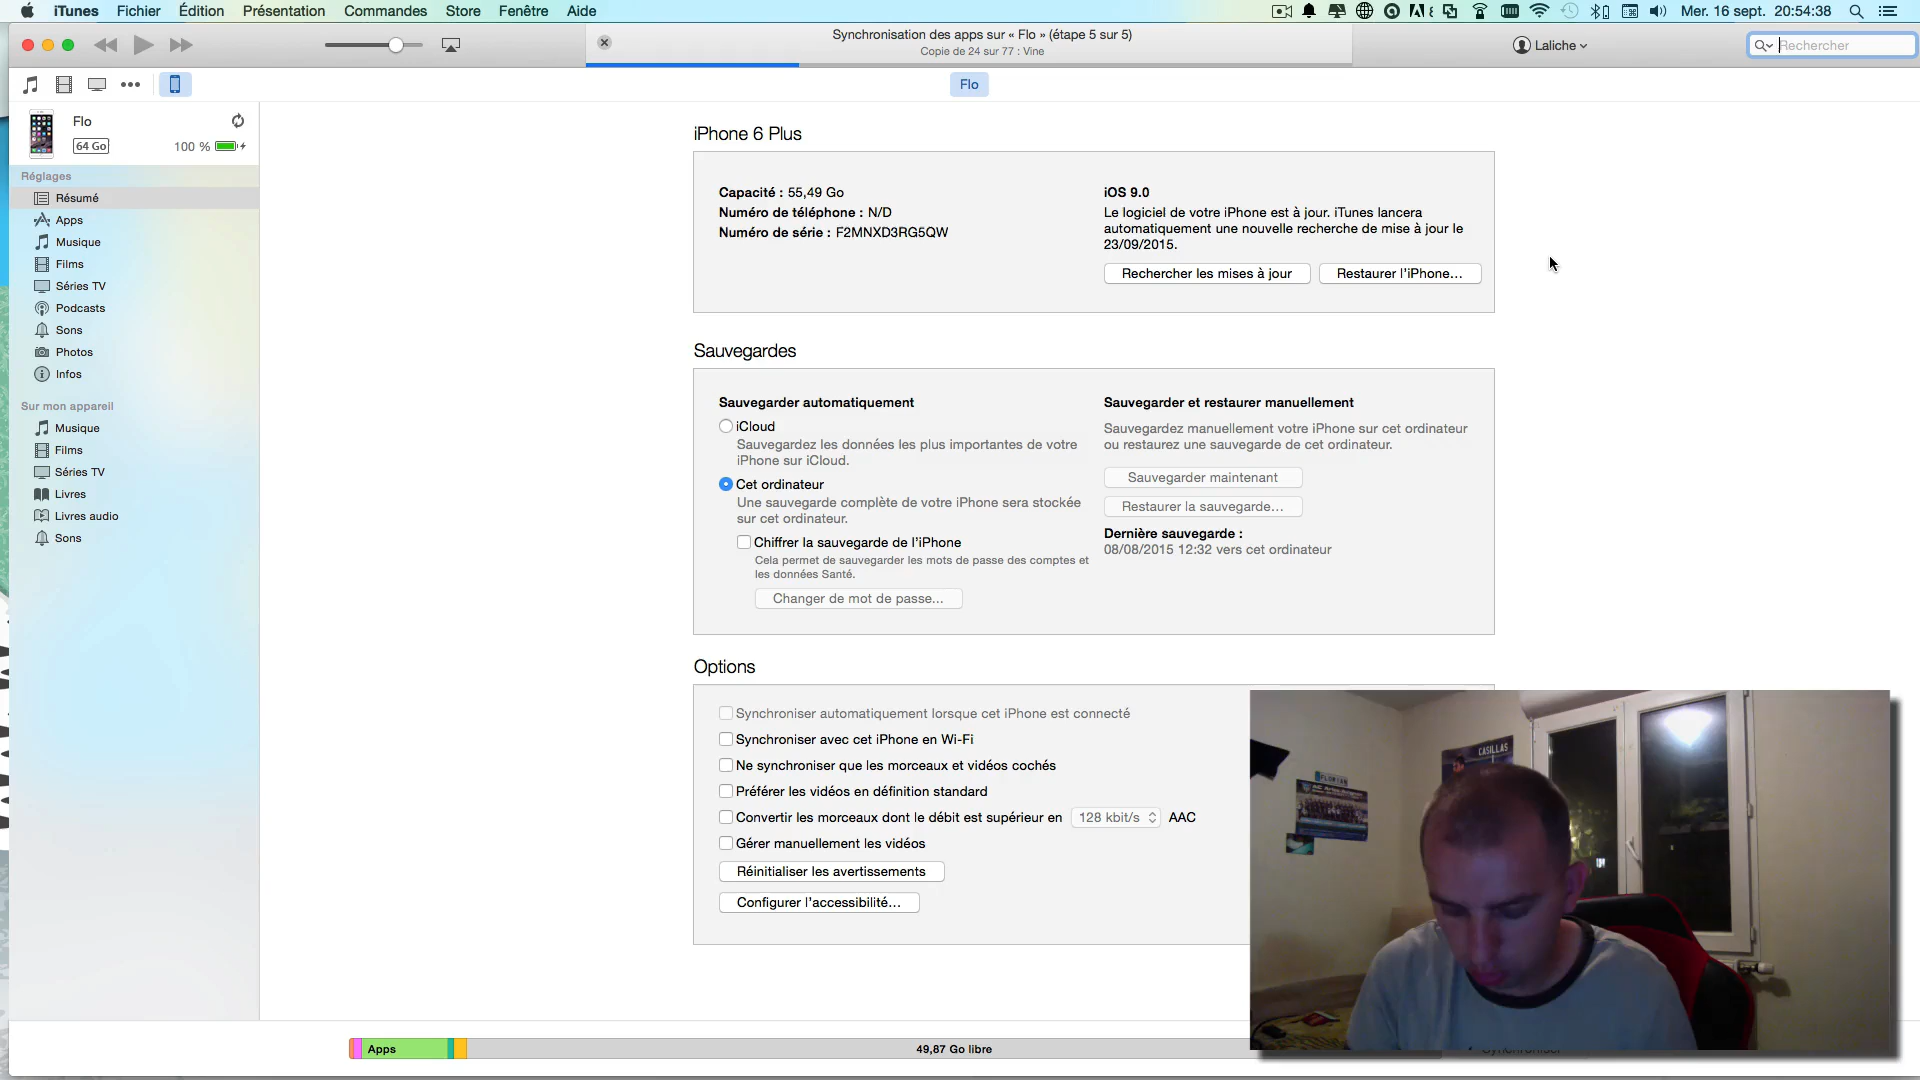 iTunes Fichier Édition Présentation Commandes Store Fenêtre Aide
Mer. 16 sept. 20:54:38
Synchronisation des apps sur « Flo » (étape 5 sur 5)
Copie de 24 sur 77 : Vine
Laliche
Rechercher
Flo
Flo
64 Go
100 %
Réglages
Résumé
Apps
Musique
Films
Séries TV
Podcasts
Sons
Photos
Infos
Sur mon appareil
Musique
Films
Séries TV
Livres
Livres audio
Sons
iPhone 6 Plus
Capacité : 55,49 Go
Numéro de téléphone : N/D
Numéro de série : F2MNXD3RG5QW
iOS 9.0
Le logiciel de votre iPhone est à jour. iTunes lancera
automatiquement une nouvelle recherche de mise à jour le
23/09/2015.
Rechercher les mises à jour
Restaurer l’iPhone…
Sauvegardes
Sauvegarder automatiquement
iCloud
Sauvegardez les données les plus importantes de votre
iPhone sur iCloud.
Cet ordinateur
Une sauvegarde complète de votre iPhone sera stockée
sur cet ordinateur.
Chiffrer la sauvegarde de l’iPhone
Cela permet de sauvegarder les mots de passe des comptes et
les données Santé.
Changer de mot de passe…
Sauvegarder et restaurer manuellement
Sauvegardez manuellement votre iPhone sur cet ordinateur
ou restaurez une sauvegarde de cet ordinateur.
Sauvegarder maintenant
Restaurer la sauvegarde…
Dernière sauvegarde :
08/08/2015 12:32 vers cet ordinateur
Options
Synchroniser automatiquement lorsque cet iPhone est connecté
Synchroniser avec cet iPhone en Wi-Fi
Ne synchroniser que les morceaux et vidéos cochés
Préférer les vidéos en définition standard
Convertir les morceaux dont le débit est supérieur en 128 kbit/s AAC
Gérer manuellement les vidéos
Réinitialiser les avertissements
Configurer l’accessibilité…
CASILLAS
FLORIAN
Apps
49,87 Go libre